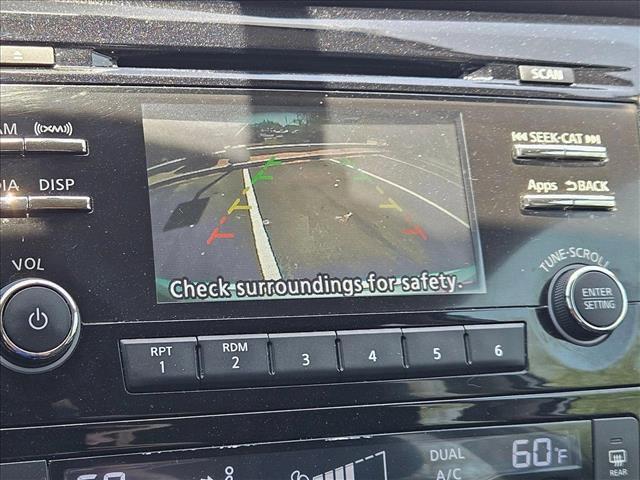 SCAN
AM ((XM)) |◀◀ SEEK·CAT ▶▶|
DIA DISP Apps BACK
VOL TUNE·SCROLL
ENTER
SETTING
Check surroundings for safety.
RPT RDM
1 2 3 4 5 6
DUAL 60°F
A/C
REAR